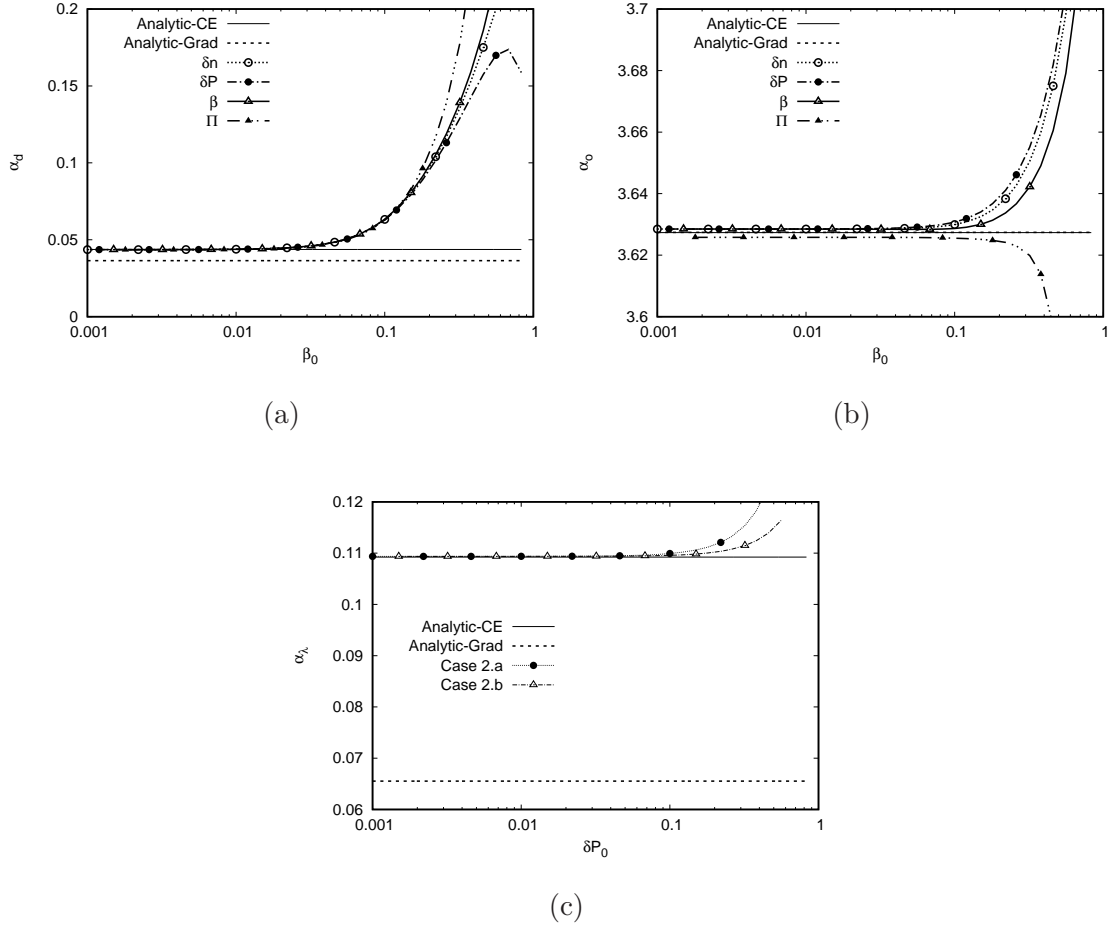 Analytic-CE
Analytic-Grad
δn
δP
β
Π
0.2
0.15
0.1
0.05
0
α_d
0.001 0.01 0.1 1
β_0
(a)
Analytic-CE
Analytic-Grad
δn
δP
β
Π
3.7
3.68
3.66
3.64
3.62
3.6
α_o
0.001 0.01 0.1 1
β_0
(b)
0.12
0.11
0.1
0.09
0.08
0.07
0.06
α_λ
Analytic-CE
Analytic-Grad
Case 2.a
Case 2.b
0.001 0.01 0.1 1
δP_0
(c)